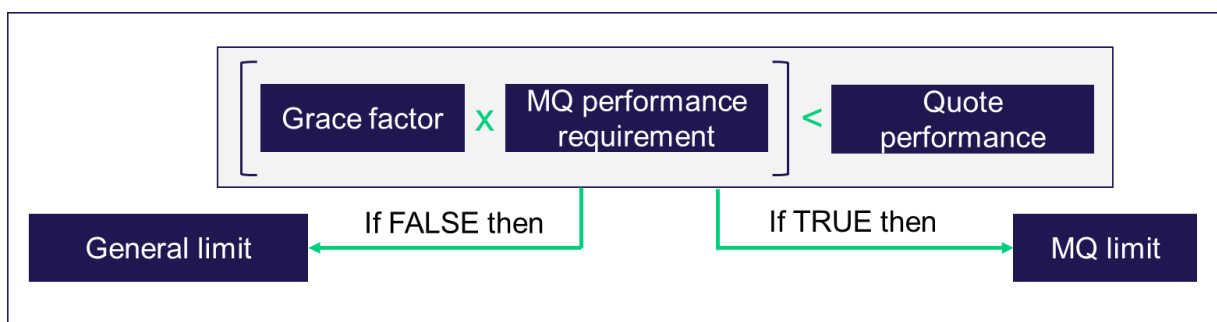 Grace factor
x
MQ performance
requirement
<
Quote
performance
If FALSE then
If TRUE then
General limit
MQ limit